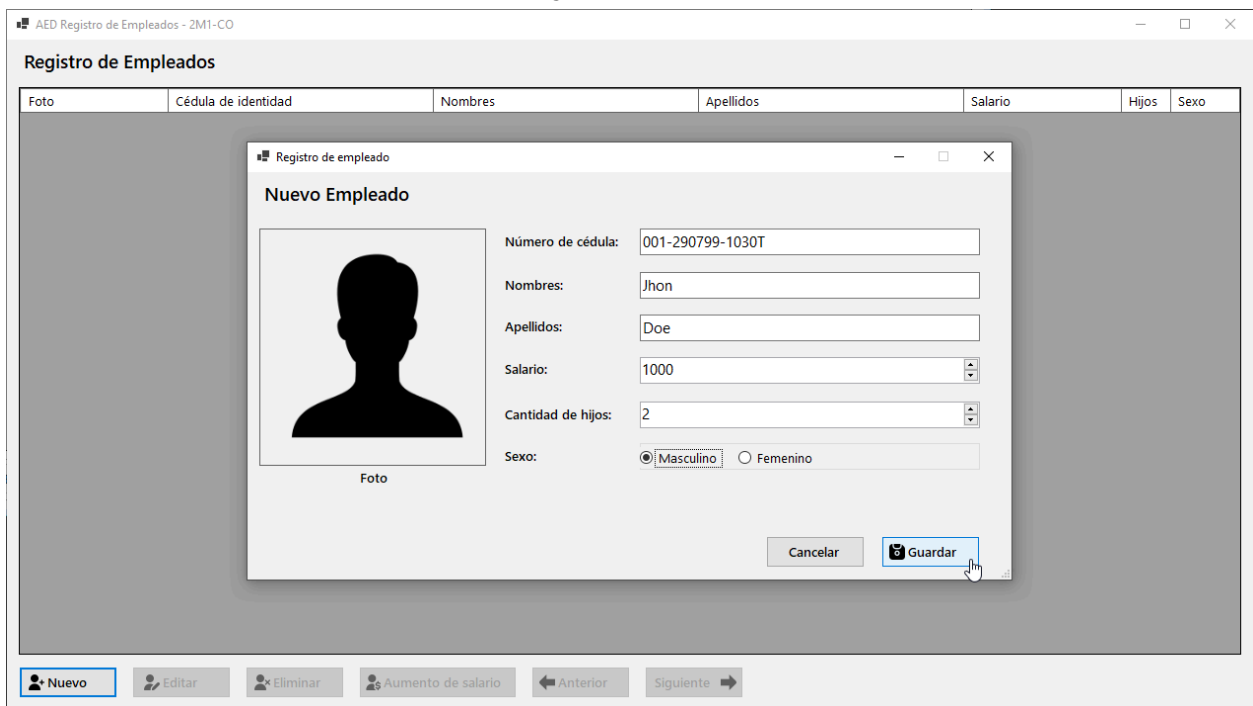 AED Registro de Empleados - 2M1-CO
Registro de Empleados
Foto Cédula de identidad Nombres Apellidos Salario Hijos Sexo
Registro de empleado
Nuevo Empleado
Número de cédula: 001-290799-1030T
Nombres: Jhon
Apellidos: Doe
Salario: 1000
Cantidad de hijos: 2
Sexo: Masculino Femenino
Foto
Cancelar Guardar
Nuevo Editar Eliminar Aumento de salario Anterior Siguiente